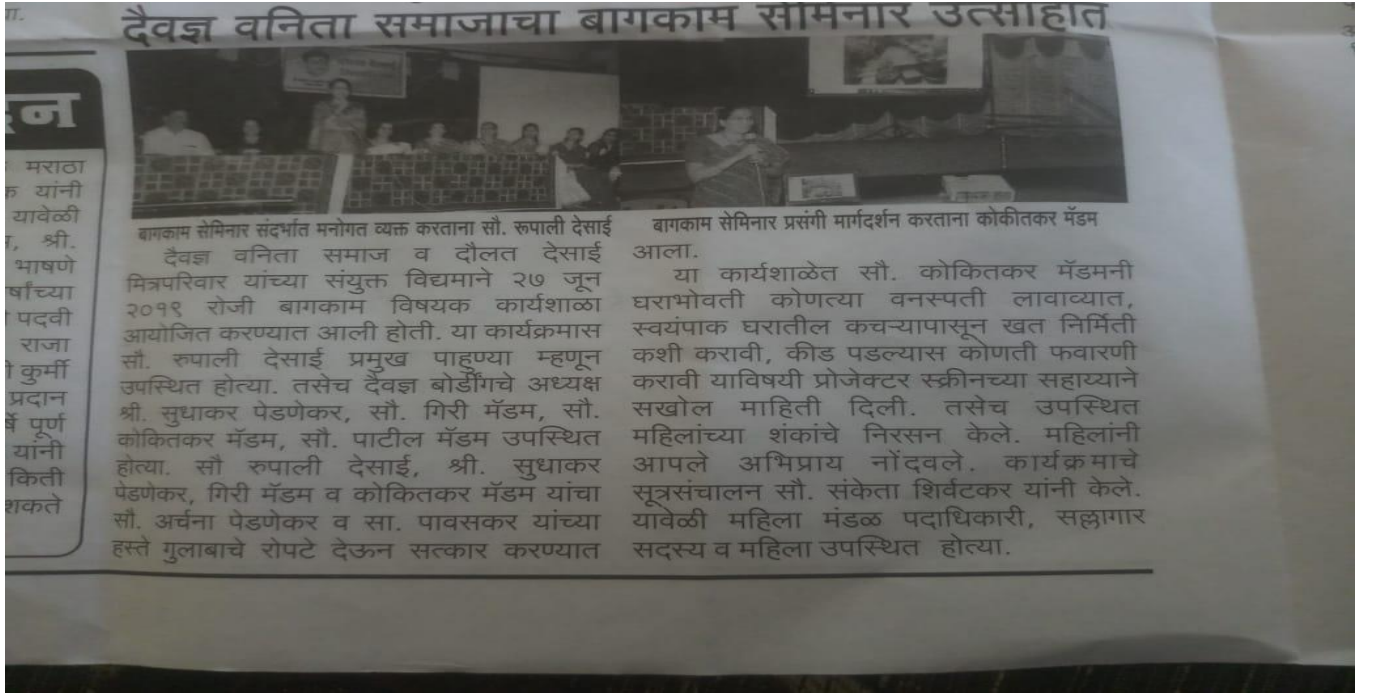 या.
दैवज्ञ वनिता समाजाचा बागकाम सेमिनार उत्साहात
मराठा
यांनी
यावेळी
श्री.
भाषणे
पदवी
राजा
कुर्मी
प्रदान
पूर्ण
यांनी
किती
शकते
बागकाम सेमिनार संदर्भात मनोगत व्यक्त करताना सौ. रूपाली देसाई
बागकाम सेमिनार प्रसंगी मार्गदर्शन करताना कोकीतकर मॅडम
दैवज्ञ वनिता समाज व दौलत देसाई
मित्रपरिवार यांच्या संयुक्त विद्यमाने २७ जून
२०१९ रोजी बागकाम विषयक कार्यशाळा
आयोजित करण्यात आली होती. या कार्यक्रमास
सौ. रुपाली देसाई प्रमुख पाहुण्या म्हणून
उपस्थित होत्या. तसेच दैवज्ञ बोर्डींगचे अध्यक्ष
श्री. सुधाकर पेडणेकर, सौ. गिरी मॅडम, सौ.
कोकितकर मॅडम, सौ. पाटील मॅडम उपस्थित
होत्या. सौ रुपाली देसाई, श्री. सुधाकर
पेडणेकर, गिरी मॅडम व कोकितकर मॅडम यांचा
सौ. अर्चना पेडणेकर व सा. पावसकर यांच्या
हस्ते गुलाबाचे रोपटे देऊन सत्कार करण्यात
आला.
या कार्यशाळेत सौ. कोकितकर मॅडमनी
घराभोवती कोणत्या वनस्पती लावाव्यात,
स्वयंपाक घरातील कचऱ्यापासून खत निर्मिती
कशी करावी, कीड पडल्यास कोणती फवारणी
करावी याविषयी प्रोजेक्टर स्क्रीनच्या सहाय्याने
सखोल माहिती दिली. तसेच उपस्थित
महिलांच्या शंकांचे निरसन केले. महिलांनी
आपले अभिप्राय नोंदवले. कार्यक्रमाचे
सूत्रसंचालन सौ. संकेता शिर्वटकर यांनी केले.
यावेळी महिला मंडळ पदाधिकारी, सल्लागार
सदस्य व महिला उपस्थित होत्या.